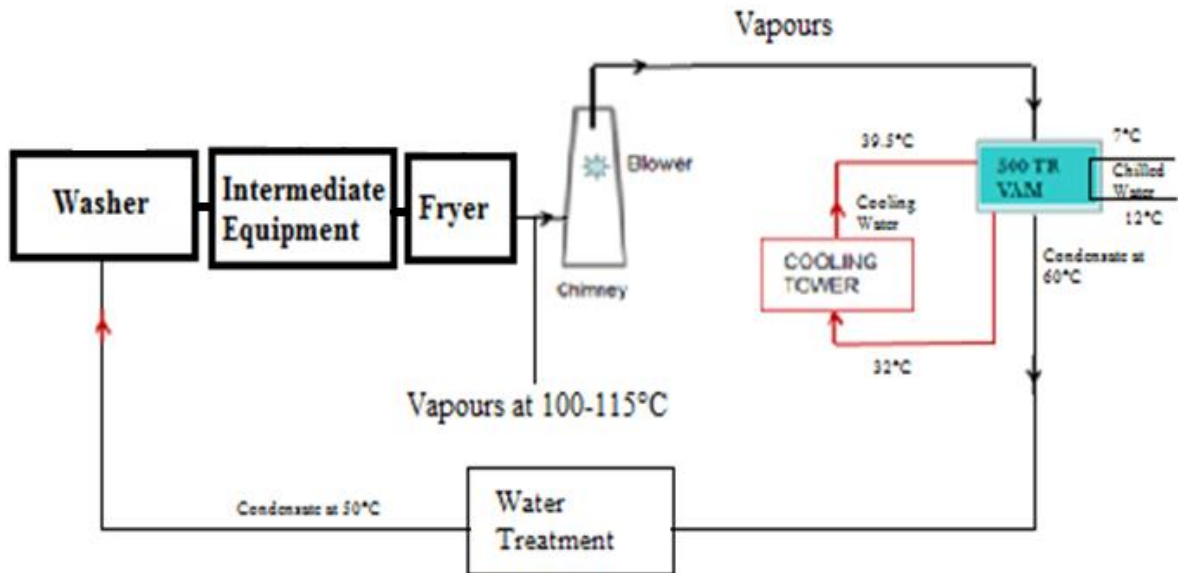 Vapours
Washer
Intermediate
Equipment
Fryer
Blower
Chimney
39.5°C
Cooling
Water
COOLING
TOWER
32°C
500 TR
VAM
7°C
Chilled
Water
12°C
Condensate at
60°C
Vapours at 100-115°C
Condensate at 50°C
Water
Treatment